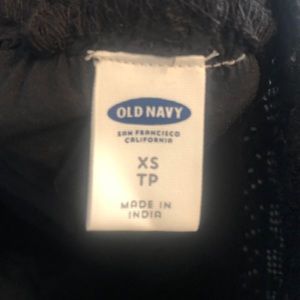 OLD NAVY
SAN FRANCISCO
CALIFORNIA
XS
TP
MADE IN
INDIA